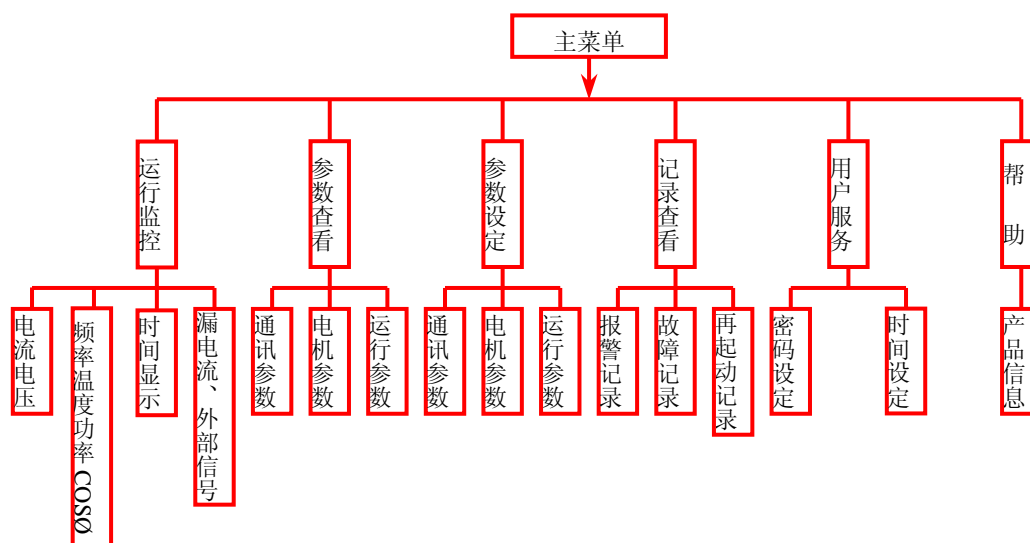 主菜单
运行监控
参数查看
参数设定
记录查看
用户服务
帮助
电流电压
频率温度功率 COSØ
时间显示
漏电流、外部信号
通讯参数
电机参数
运行参数
通讯参数
电机参数
运行参数
报警记录
故障记录
再起动记录
密码设定
时间设定
产品信息